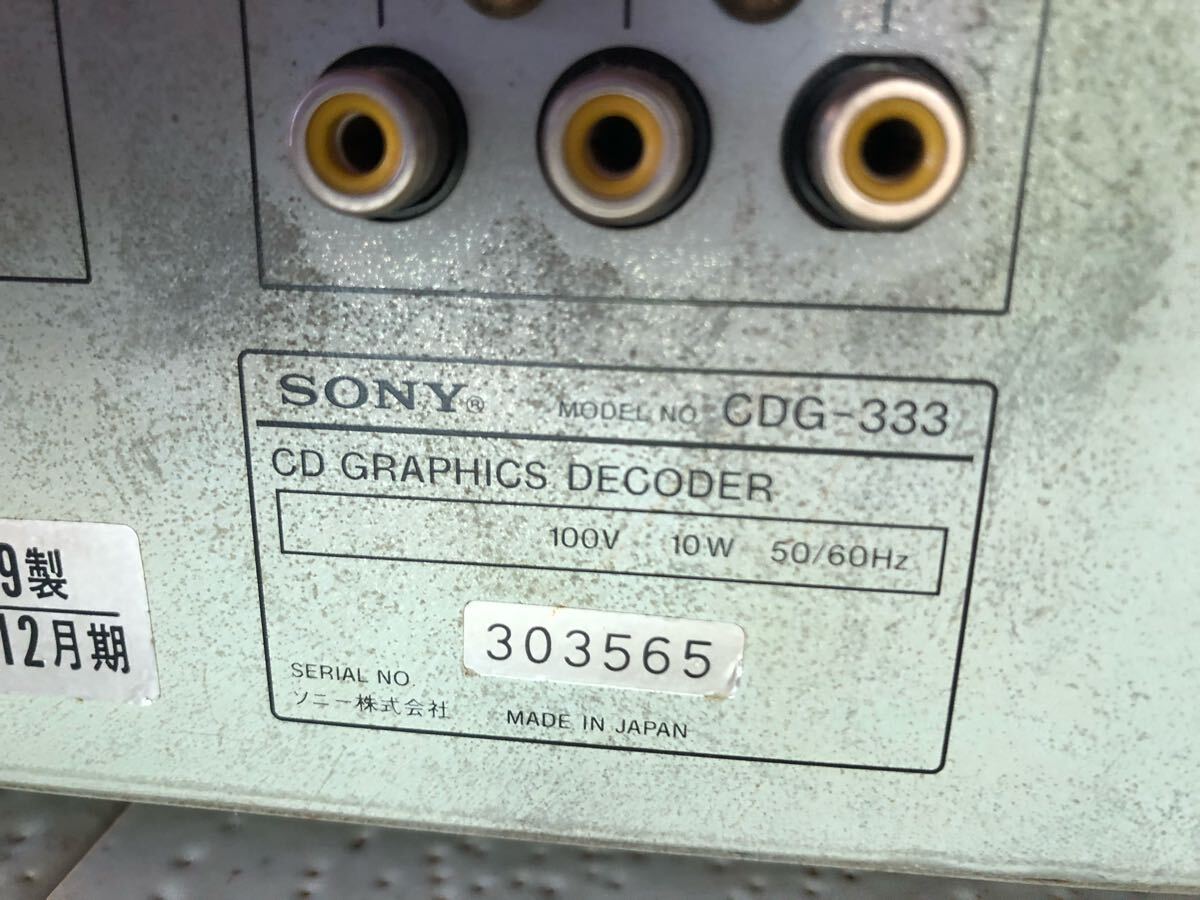 SONY® MODEL NO. CDG-333
CD GRAPHICS DECODER
100V 10W 50/60Hz
9製
12月期
303565
SERIAL NO.
ソニー株式会社 MADE IN JAPAN